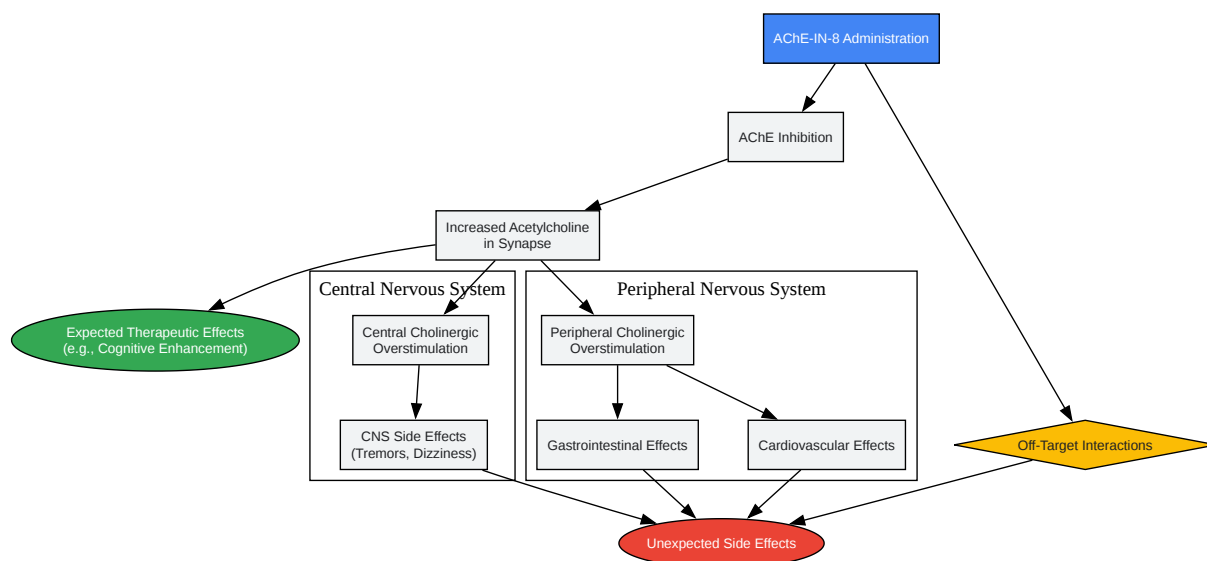 AChE-IN-8 Administration
AChE Inhibition
Increased Acetylcholine
in Synapse
Central Nervous System
Peripheral Nervous System
Expected Therapeutic Effects
(e.g., Cognitive Enhancement)
Central Cholinergic
Overstimulation
Peripheral Cholinergic
Overstimulation
CNS Side Effects
(Tremors, Dizziness)
Gastrointestinal Effects
Cardiovascular Effects
Off-Target Interactions
Unexpected Side Effects